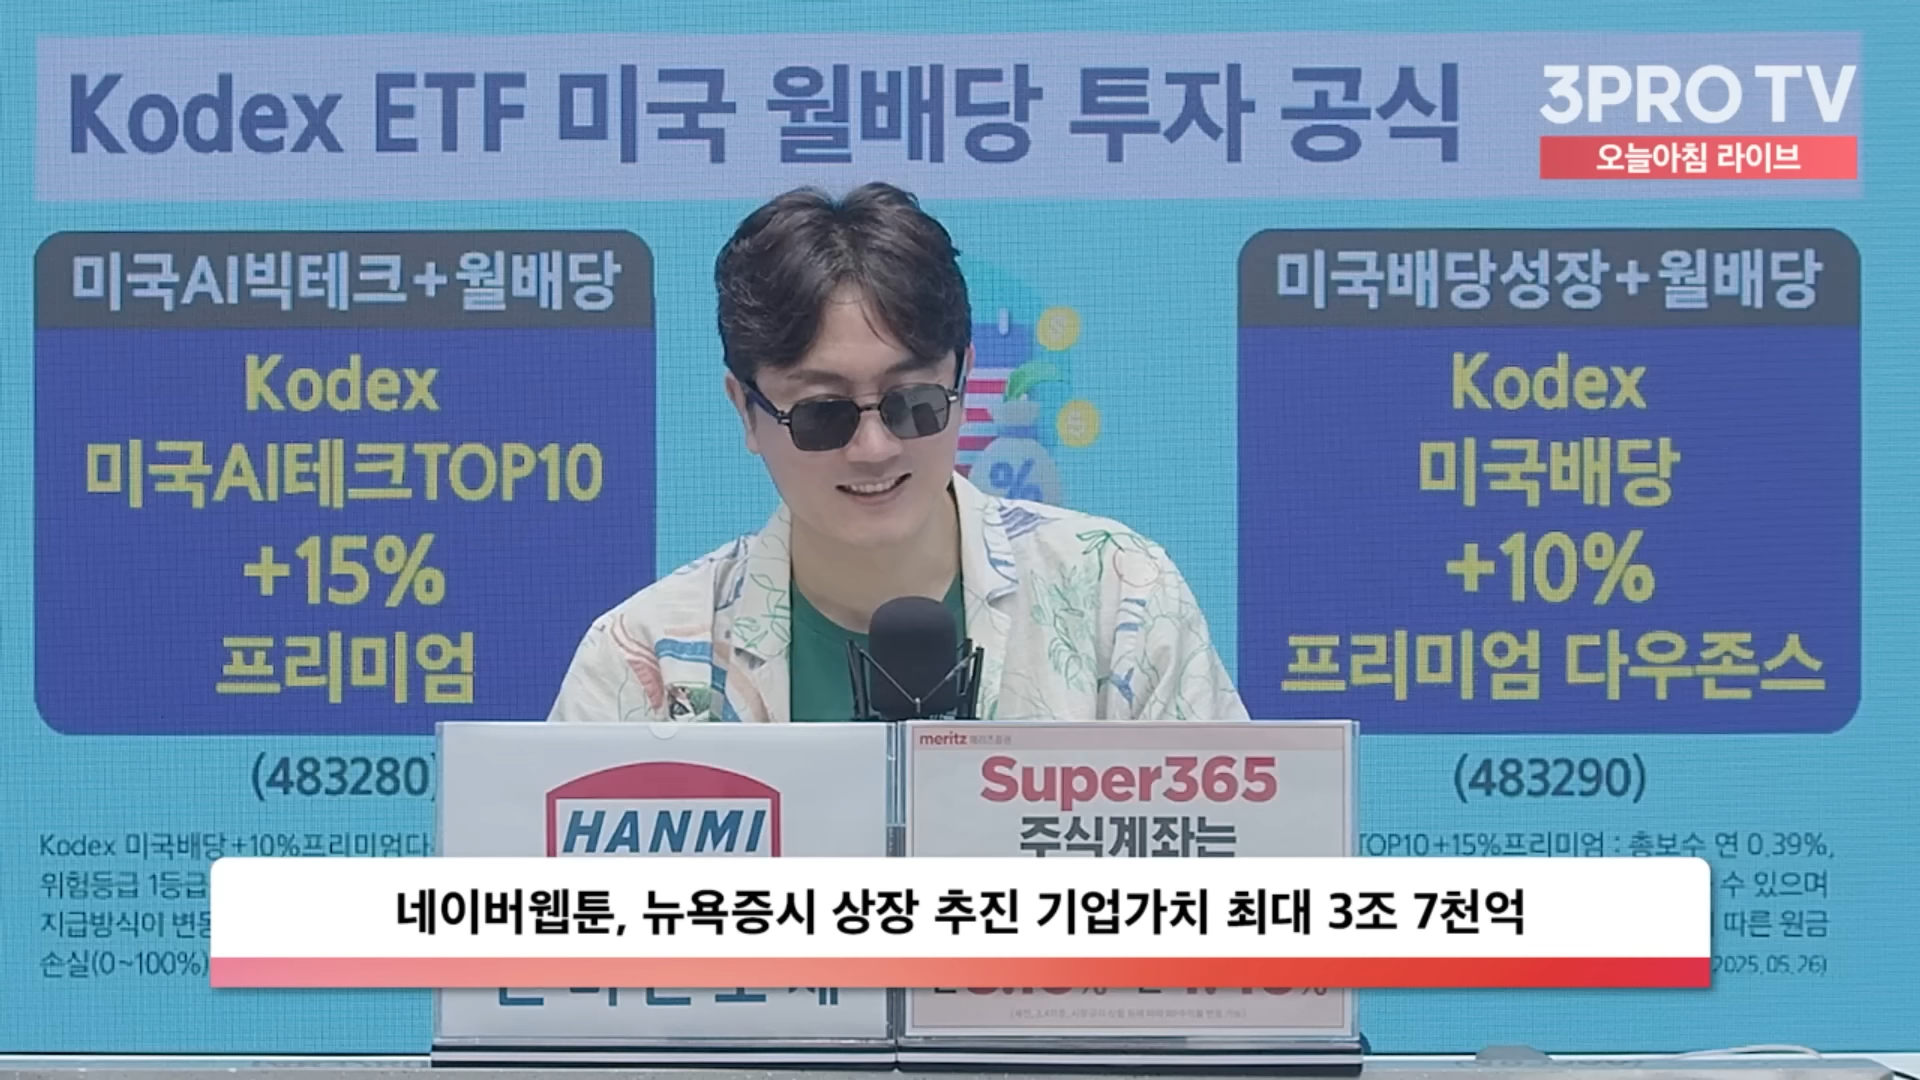 Kodex ETF 미국 월배당 투자 공식
3PRO TV
오늘아침 라이브
미국AI빅테크+월배당
Kodex
미국AI테크TOP10
+15%
프리미엄
(483280)
미국배당성장+월배당
Kodex
미국배당
+10%
프리미엄 다우존스
(483290)
Kodex 미국배당+10%프리미엄다
위험등급 1등급
지급방식이 변동
손실(0~100%)
TOP10+15%프리미엄 : 총보수 연 0.39%,
수 있으며
따른 원금
2025.05.26)
%
HANMI
meritz 메리츠증권
Super365
주식계좌는
네이버웹툰, 뉴욕증시 상장 추진 기업가치 최대 3조 7천억